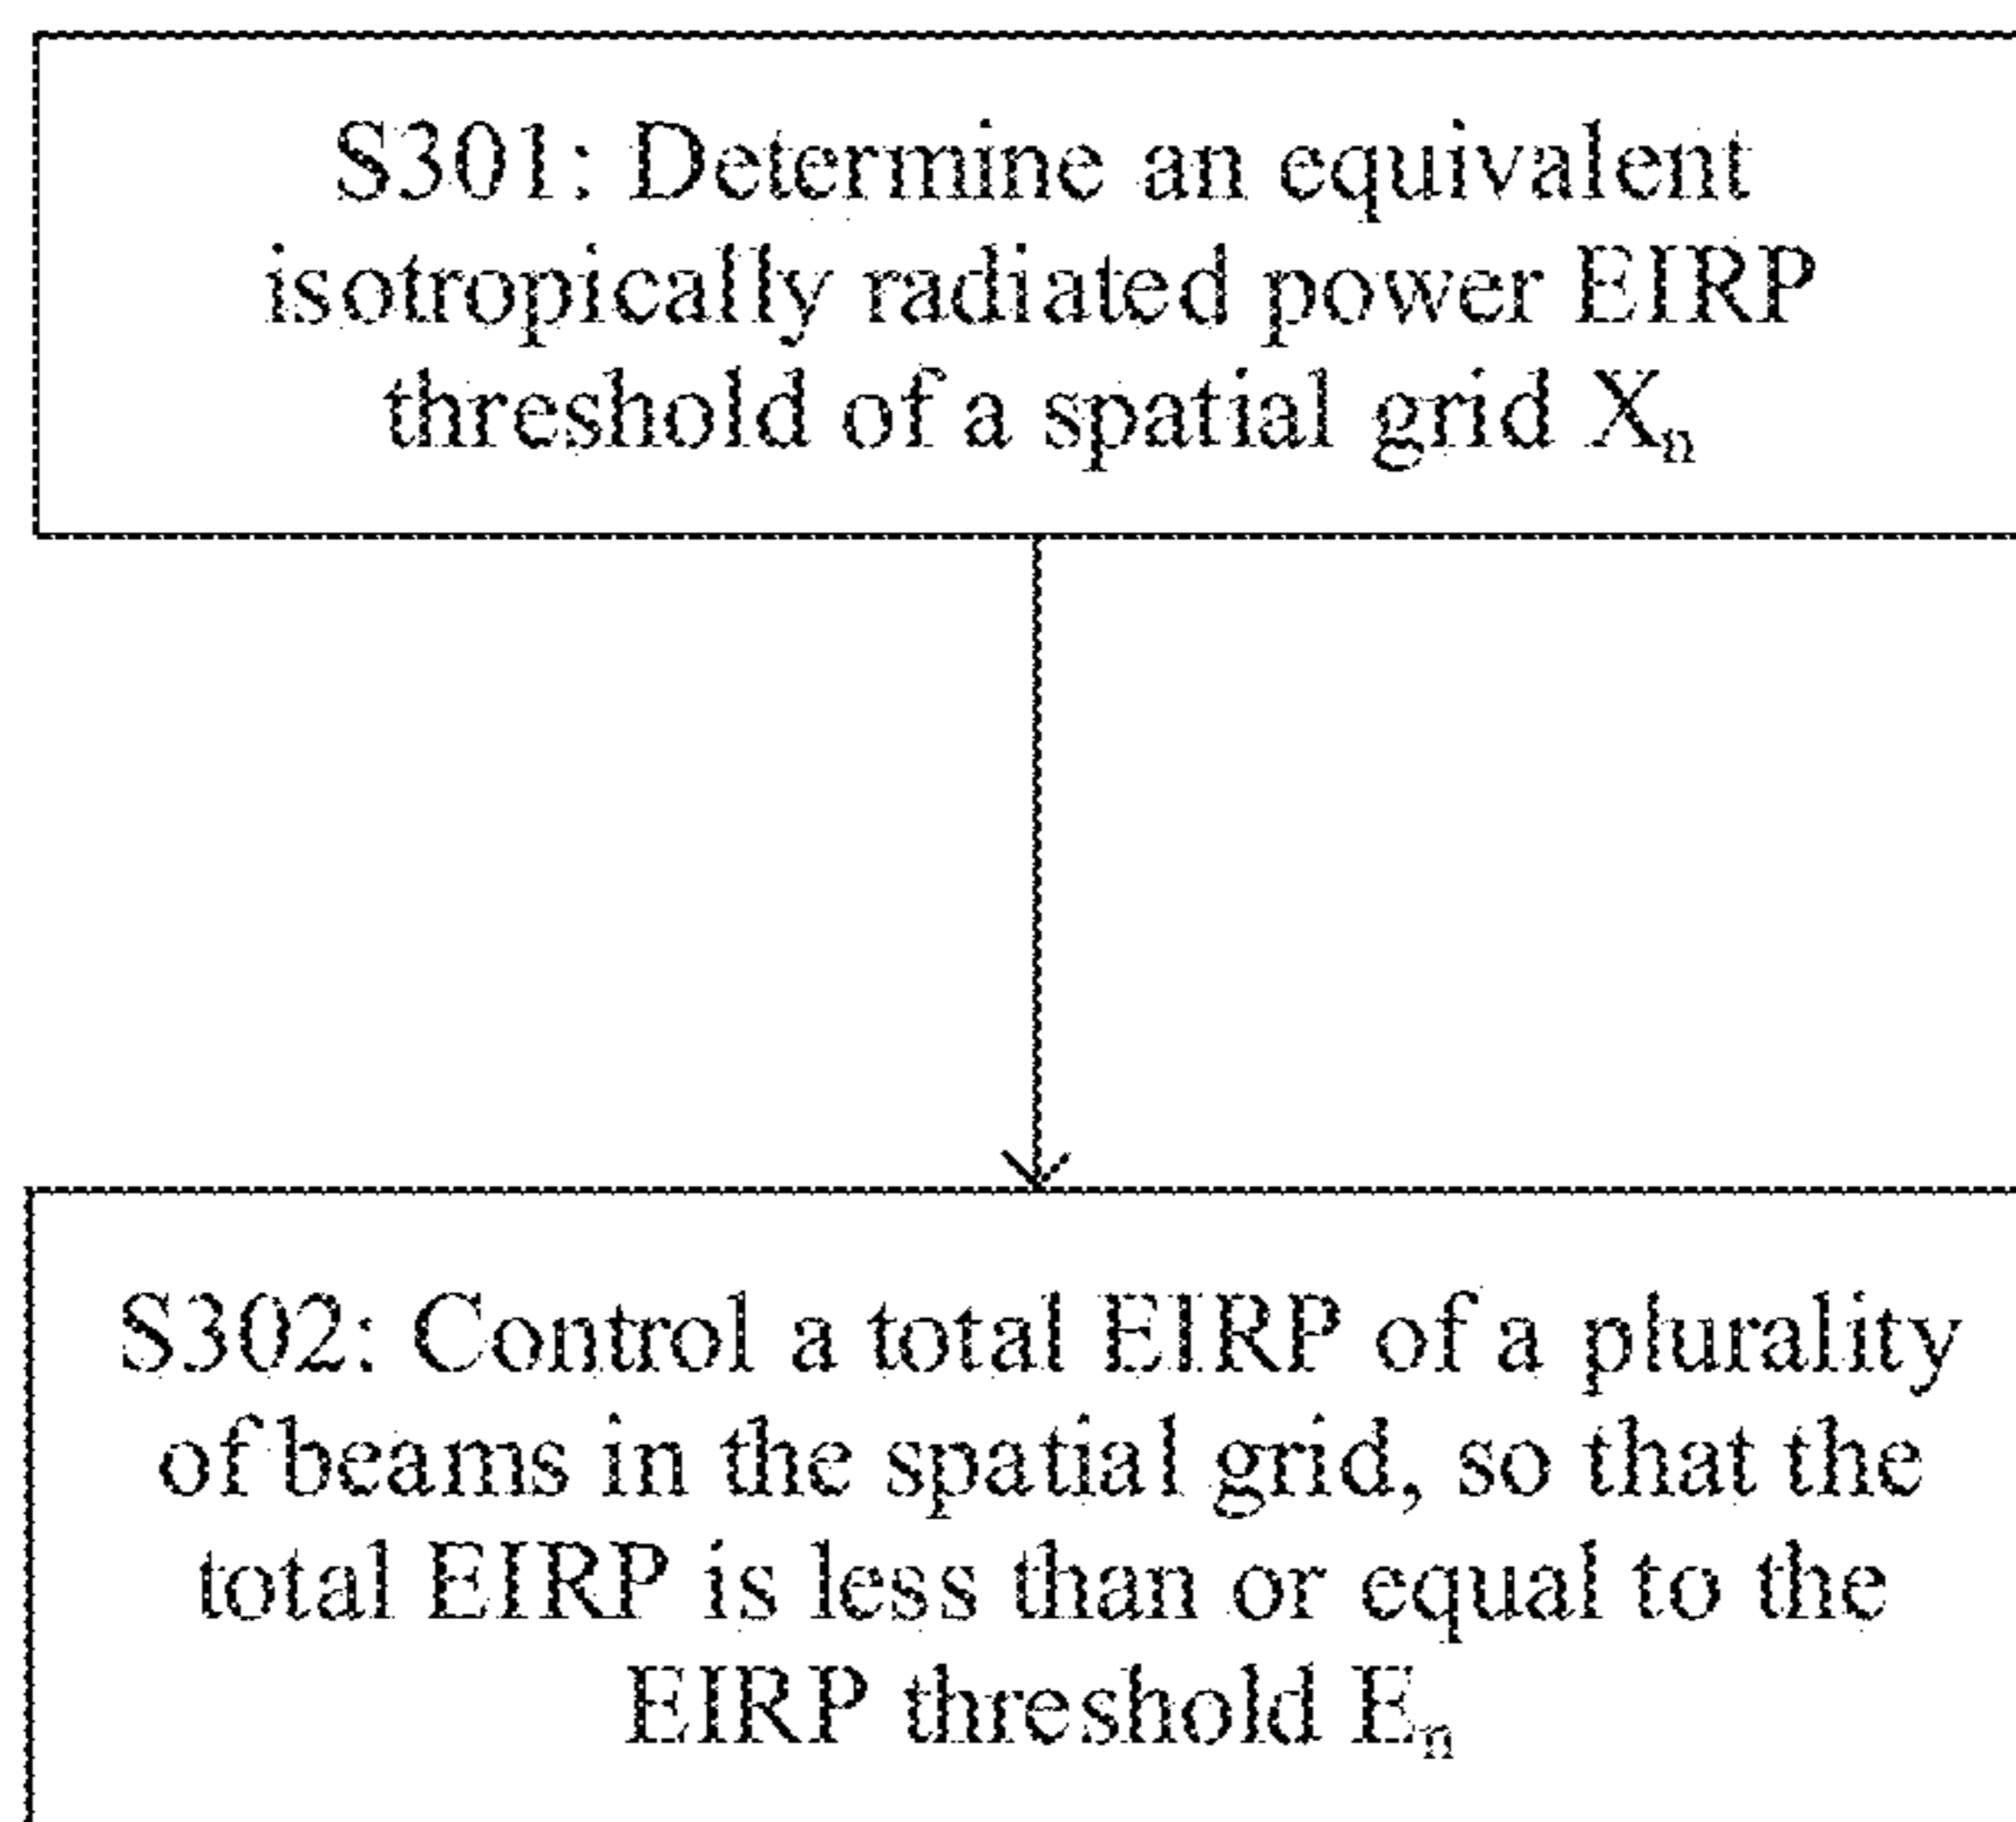 S301: Determine an equivalent
isotropically radiated power EIRP
threshold of a spatial grid Xₙ
S302: Control a total EIRP of a plurality
of beams in the spatial grid, so that the
total EIRP is less than or equal to the
EIRP threshold Eₙ